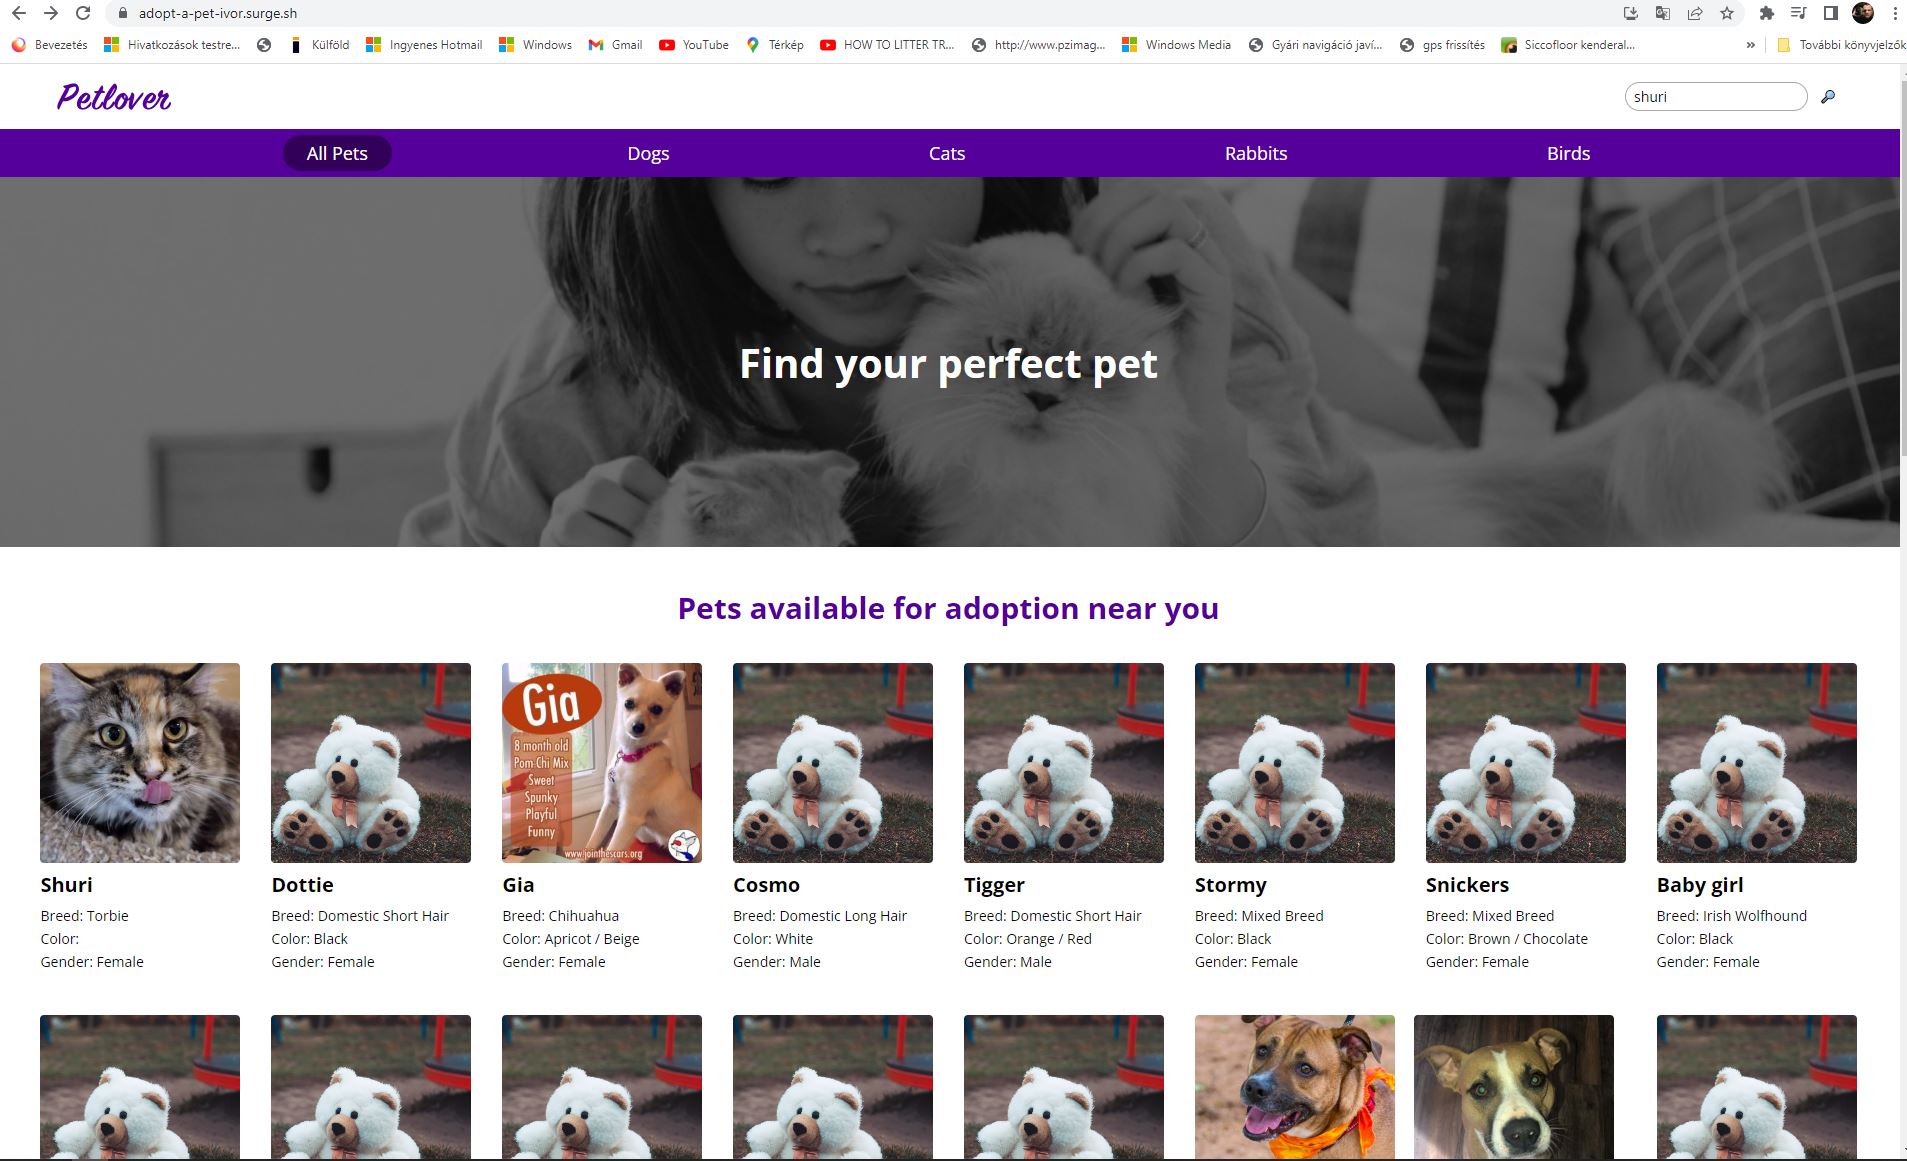 adopt-a-pet-ivor.surge.sh
Bevezetés Hivatkozások testre... Külföld Ingyenes Hotmail Windows Gmail YouTube Térkép HOW TO LITTER TR... http://www.pzimag... Windows Media Gyári navigáció javí... gps frissítés Siccofloor kenderal... » További könyvjelzők
Petlover shuri
All Pets Dogs Cats Rabbits Birds
Find your perfect pet
Pets available for adoption near you
Gia
8 month old
Pom Chi Mix
Sweet
Spunky
Playful
Funny
www.jointhescars.org
Shuri
Breed: Torbie
Color:
Gender: Female
Dottie
Breed: Domestic Short Hair
Color: Black
Gender: Female
Gia
Breed: Chihuahua
Color: Apricot / Beige
Gender: Female
Cosmo
Breed: Domestic Long Hair
Color: White
Gender: Male
Tigger
Breed: Domestic Short Hair
Color: Orange / Red
Gender: Male
Stormy
Breed: Mixed Breed
Color: Black
Gender: Female
Snickers
Breed: Mixed Breed
Color: Brown / Chocolate
Gender: Female
Baby girl
Breed: Irish Wolfhound
Color: Black
Gender: Female